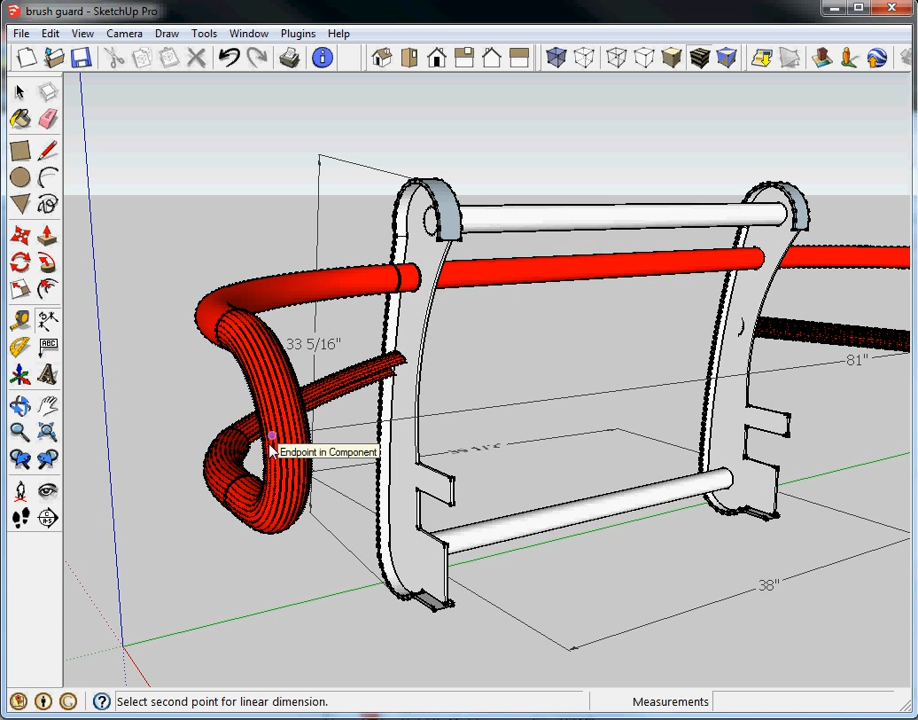 brush guard - SketchUp Pro
File Edit View Camera Draw Tools Window Plugins Help
ABC
33 5/16"
81"
Endpoint in Component
38"
Select second point for linear dimension.
Measurements